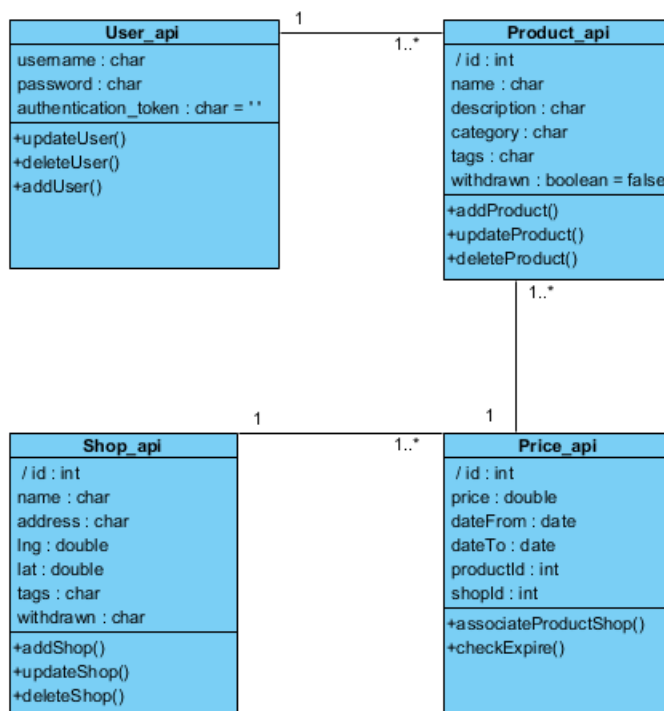 User_api
username : char
password : char
authentication_token : char = ' '
+updateUser()
+deleteUser()
+addUser()
1
1..*
Product_api
/ id : int
name : char
description : char
category : char
tags : char
withdrawn : boolean = false
+addProduct()
+updateProduct()
+deleteProduct()
1..*
1
1
1..*
Shop_api
/ id : int
name : char
address : char
lng : double
lat : double
tags : char
withdrawn : char
+addShop()
+updateShop()
+deleteShop()
Price_api
/ id : int
price : double
dateFrom : date
dateTo : date
productId : int
shopId : int
+associateProductShop()
+checkExpire()